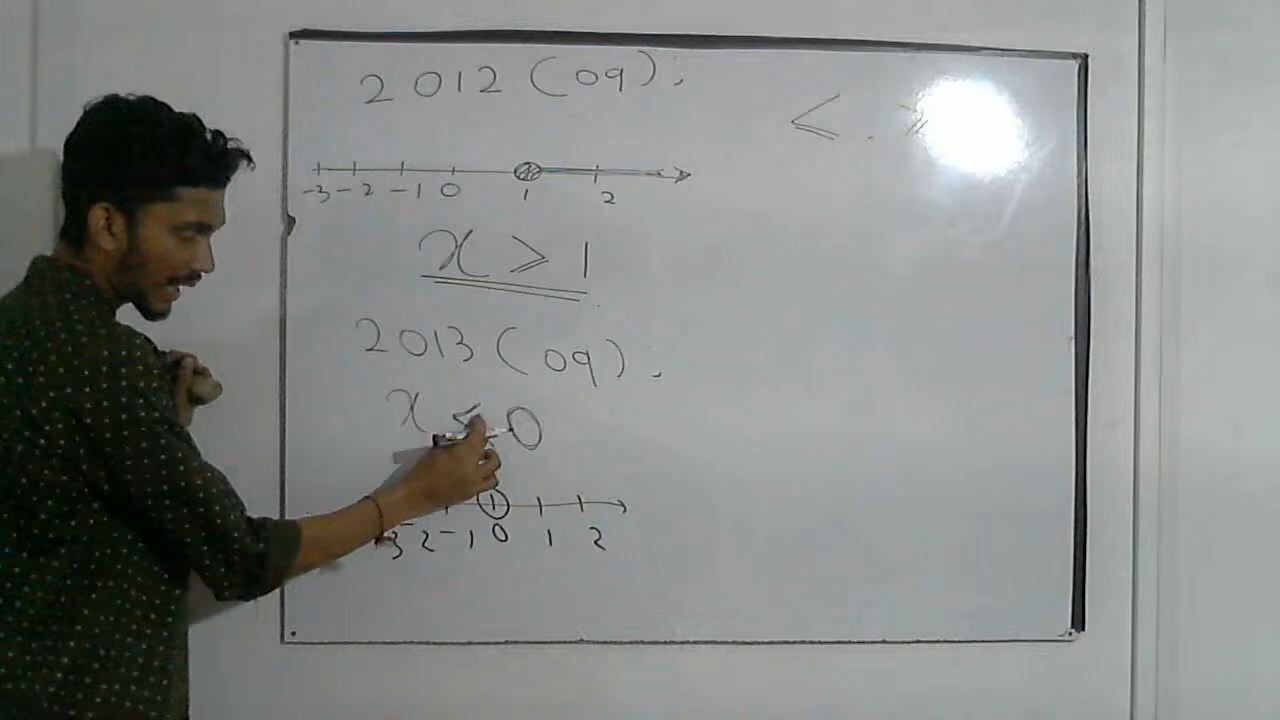 2012 (09):
≤ .
-3 -2 -1 0 1 2
x ≥ 1
2013 (09):
x 0
3 2 -1 0 1 2